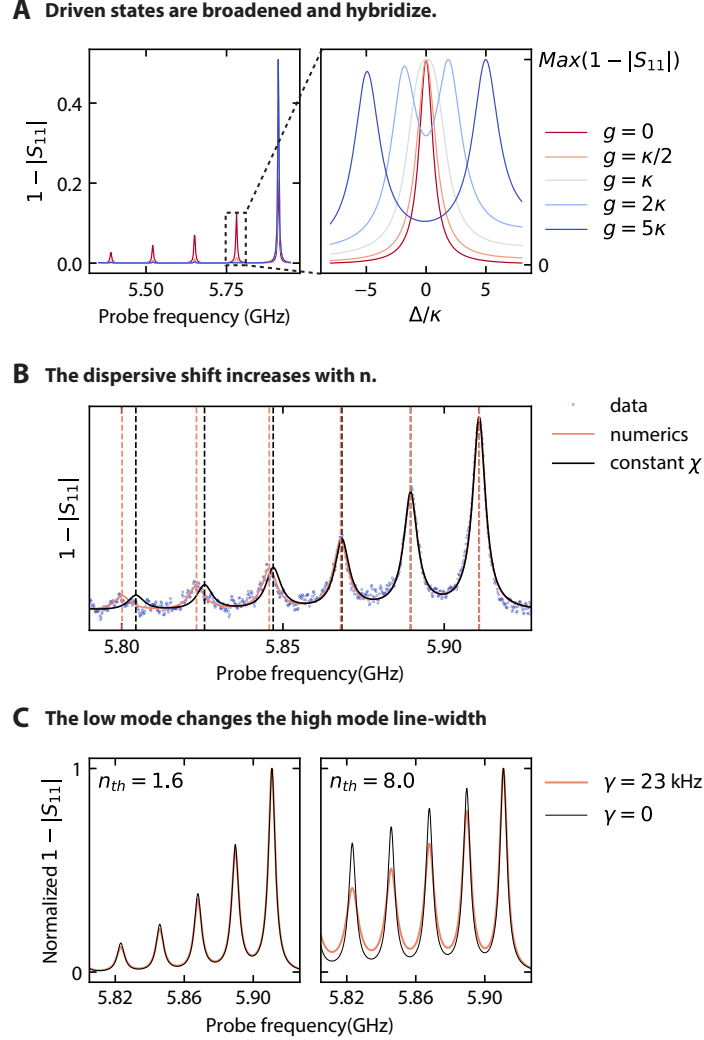 A Driven states are broadened and hybridize.
0.4
0.2
0.0
1 − |S₁₁|
5.50
5.75
Probe frequency (GHz)
−5
0
5
Δ/κ
Max(1 − |S₁₁|)
0
g = 0
g = κ/2
g = κ
g = 2κ
g = 5κ
B The dispersive shift increases with n.
1 − |S₁₁|
5.80
5.85
5.90
Probe frequency(GHz)
data
numerics
constant χ
C The low mode changes the high mode line-width
Normalized 1 − |S₁₁|
1
0
nₜₕ = 1.6
5.82
5.86
5.90
nₜₕ = 8.0
5.82
5.86
5.90
Probe frequency(GHz)
γ = 23 kHz
γ = 0